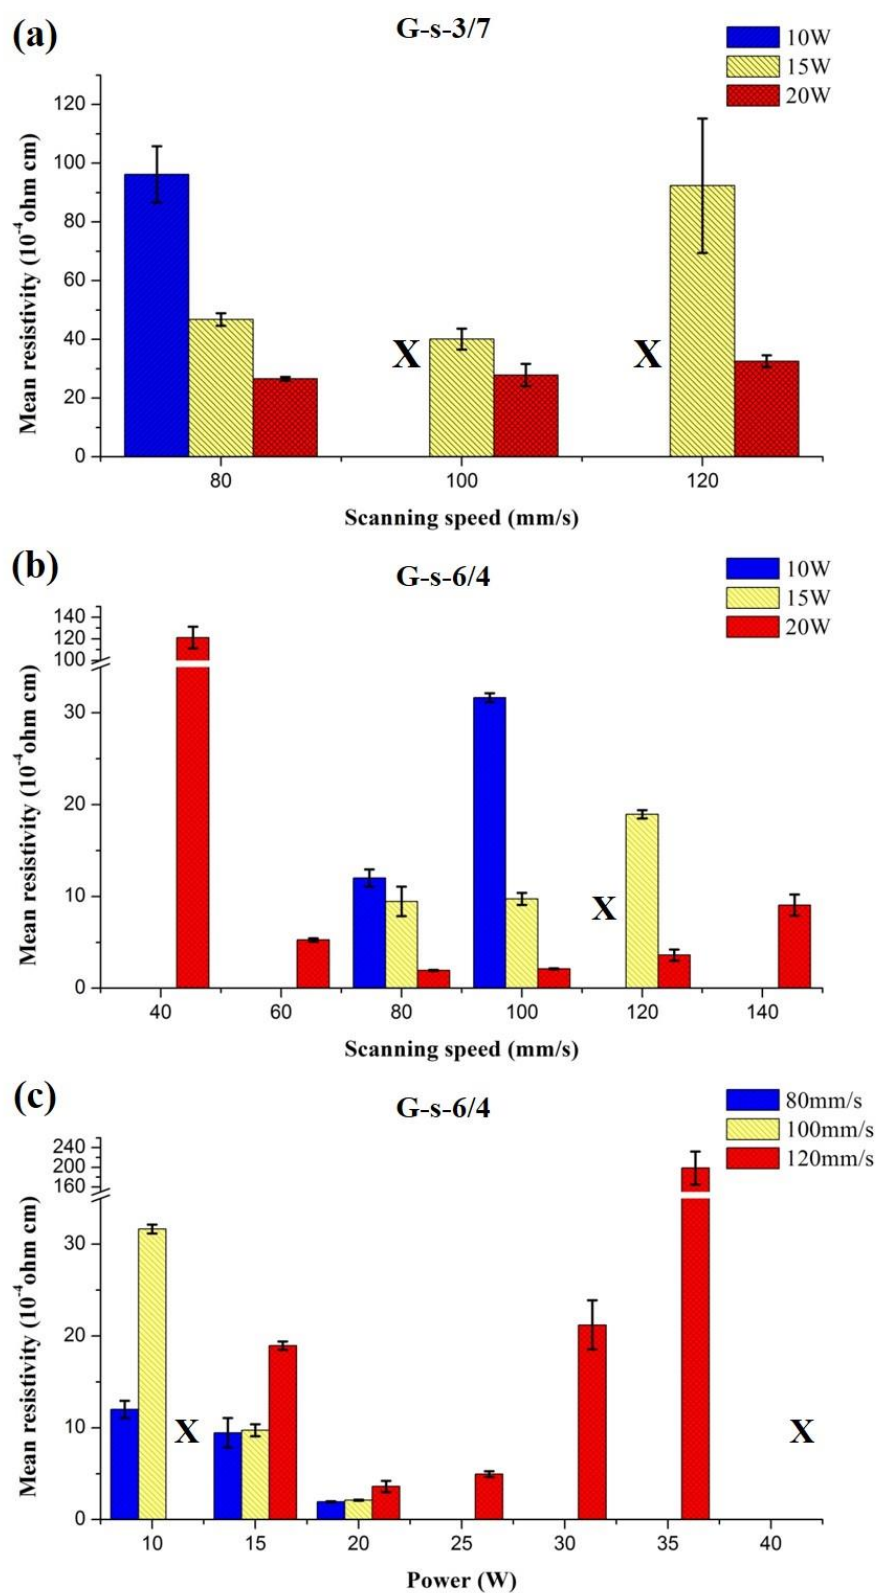 (a)
G-s-3/7
10W
15W
20W
Mean resistivity (10⁻⁴ohm cm)
120
100
80
60
40
20
0
X
X
80 100 120
Scanning speed (mm/s)
(b)
G-s-6/4
10W
15W
20W
Mean resistivity (10⁻⁴ohm cm)
140
120
100
30
20
10
0
X
40 60 80 100 120 140
Scanning speed (mm/s)
(c)
G-s-6/4
80mm/s
100mm/s
120mm/s
Mean resistivity (10⁻⁴ohm cm)
240
200
160
30
20
10
0
X
X
10 15 20 25 30 35 40
Power (W)